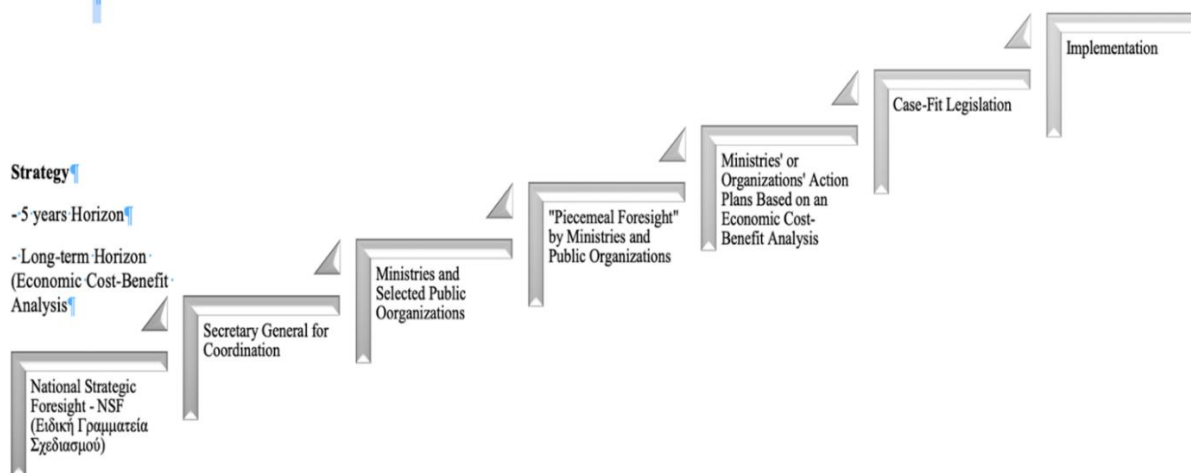 Strategy¶
- 5 years Horizon¶
- Long-term Horizon
(Economic Cost-Benefit
Analysis¶
National Strategic
Foresight - NSF
(Ειδική Γραμματεία
Σχεδιασμού)
Secretary General for
Coordination
Ministries and
Selected Public
Oorganizations
"Piecemeal Foresight"
by Ministries and
Public Organizations
Ministries' or
Organizations' Action
Plans Based on an
Economic Cost-
Benefit Analysis
Case-Fit Legislation
Implementation